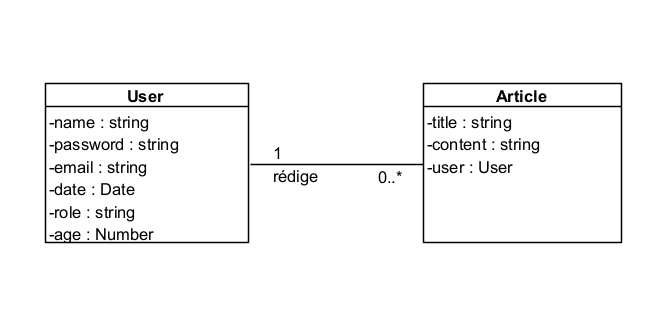 User
-name : string
-password : string
-email : string
-date : Date
-role : string
-age : Number
1
rédige
0..*
Article
-title : string
-content : string
-user : User